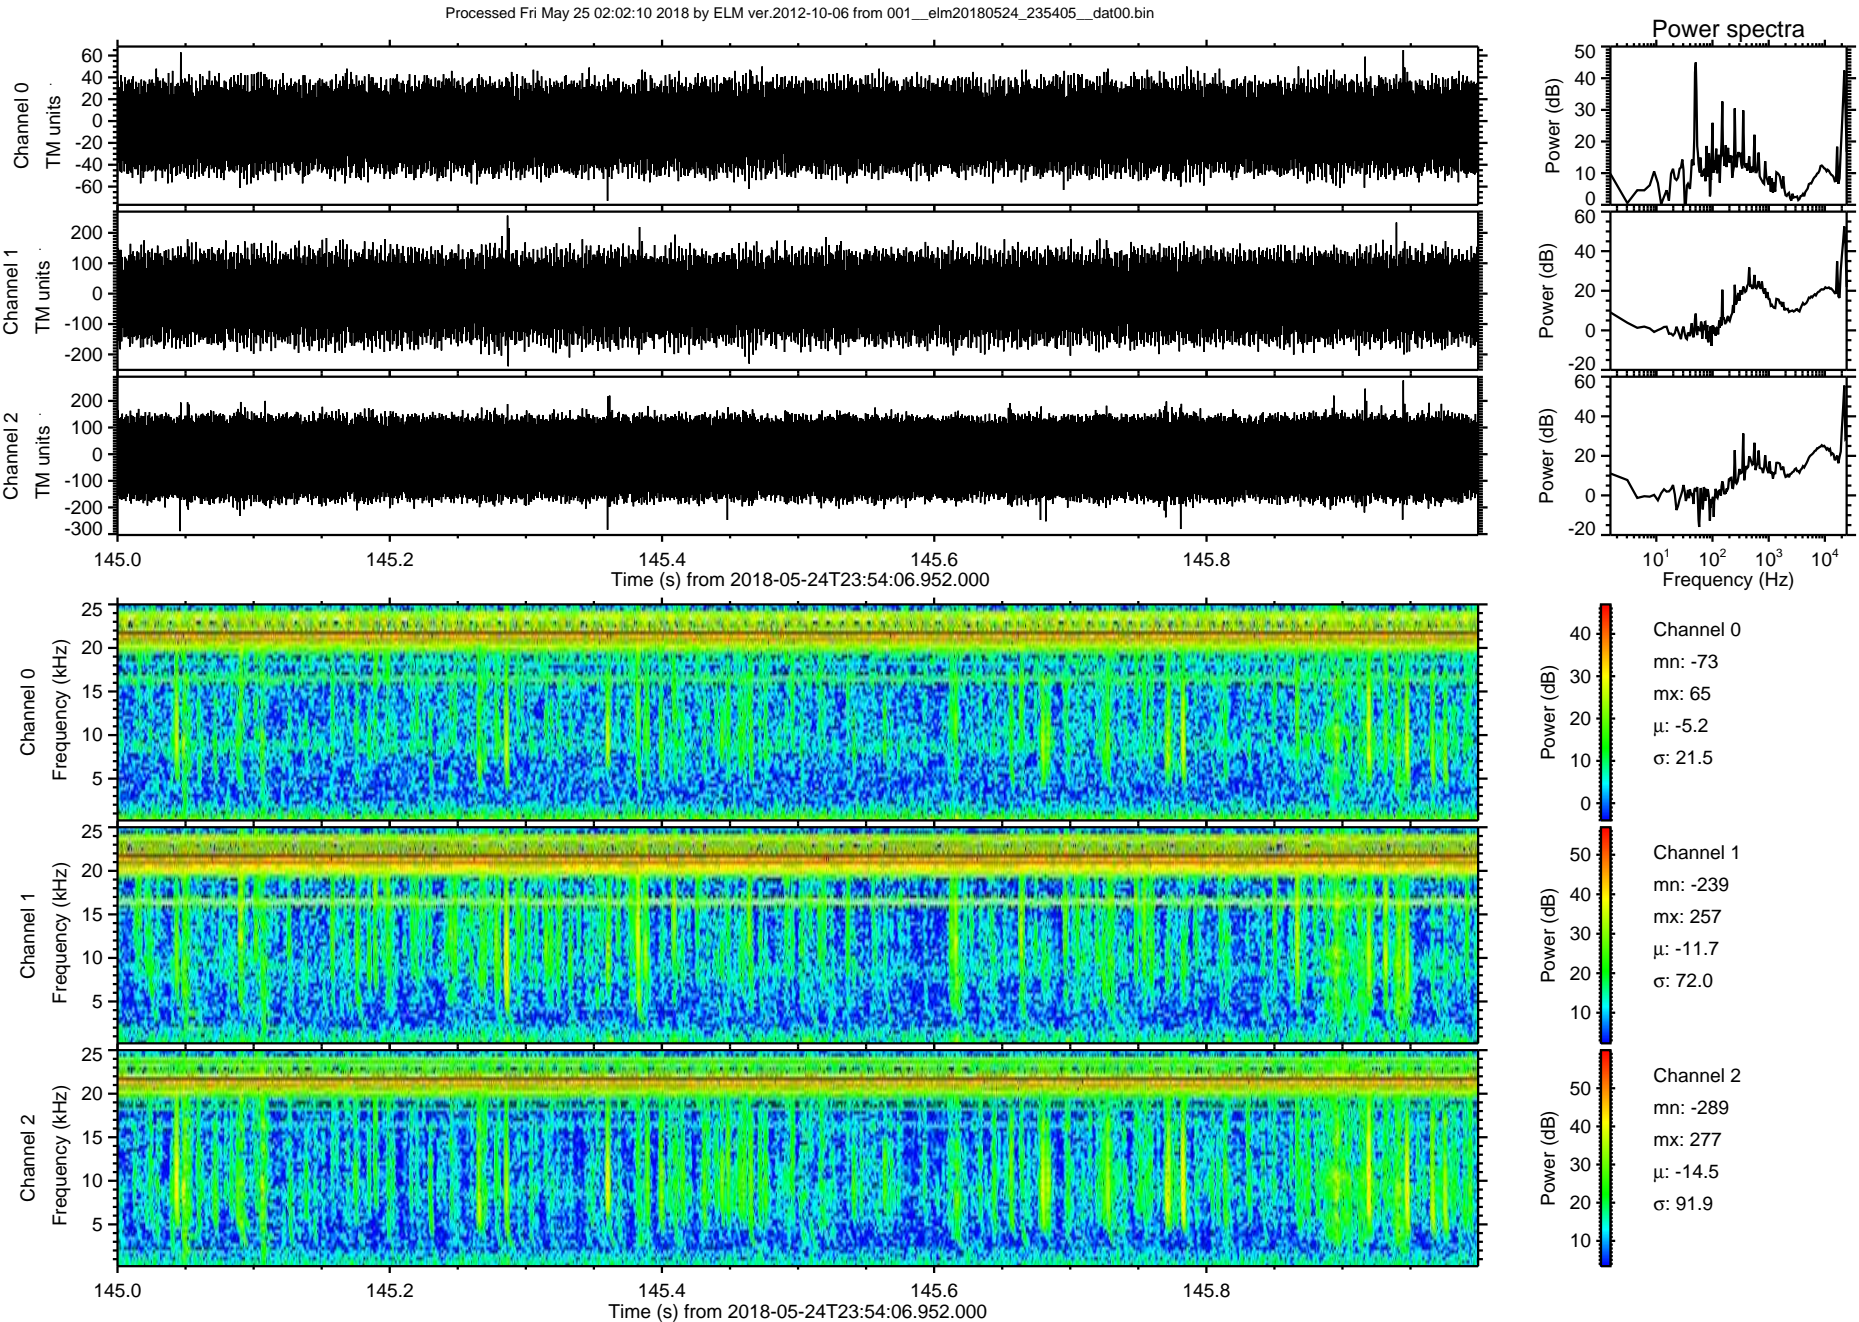 Processed Fri May 25 02:02:10 2018 by ELM ver.2012-10-06 from 001__elm20180524_235405__dat00.bin
Power spectra
Channel 0
TM units
60
40
20
0
-20
-40
-60
Power (dB)
50
40
30
20
10
0
Channel 1
TM units
200
100
0
-100
-200
Power (dB)
60
40
20
0
-20
Channel 2
TM units
200
100
0
-100
-200
-300
Power (dB)
60
40
20
0
-20
145.0 145.2 145.4 145.6 145.8
Time (s) from 2018-05-24T23:54:06.952.000
10^1 10^2 10^3 10^4
Frequency (Hz)
Channel 0
Frequency (kHz)
25
20
15
10
5
Power (dB)
40
30
20
10
0
Channel 0
mn: -73
mx: 65
μ: -5.2
σ: 21.5
Channel 1
Frequency (kHz)
25
20
15
10
5
Power (dB)
50
40
30
20
10
Channel 1
mn: -239
mx: 257
μ: -11.7
σ: 72.0
Channel 2
Frequency (kHz)
25
20
15
10
5
Power (dB)
50
40
30
20
10
Channel 2
mn: -289
mx: 277
μ: -14.5
σ: 91.9
145.0 145.2 145.4 145.6 145.8
Time (s) from 2018-05-24T23:54:06.952.000